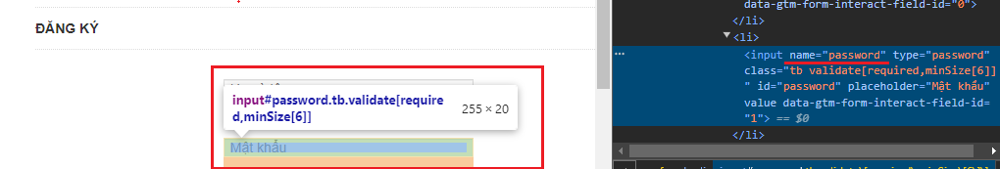 ĐĂNG KÝ
input#password.tb.validate[require
d,minSize[6]]
255 × 20
Mật khẩu
data-gtm-form-interact-field-id="0">
</li>
<li>
<input name="password" type="password"
class="tb validate[required,minSize[6]]
" id="password" placeholder="Mật khẩu"
value data-gtm-form-interact-field-id=
"1"> == $0
</li>